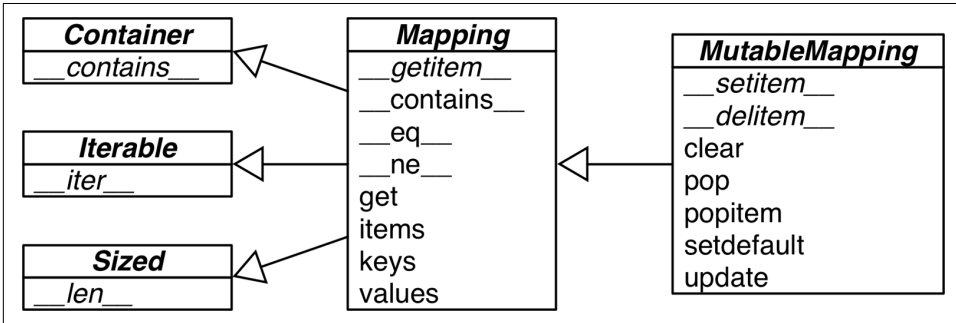 Container
__contains__
Iterable
__iter__
Sized
__len__
Mapping
__getitem__
__contains__
__eq__
__ne__
get
items
keys
values
MutableMapping
__setitem__
__delitem__
clear
pop
popitem
setdefault
update